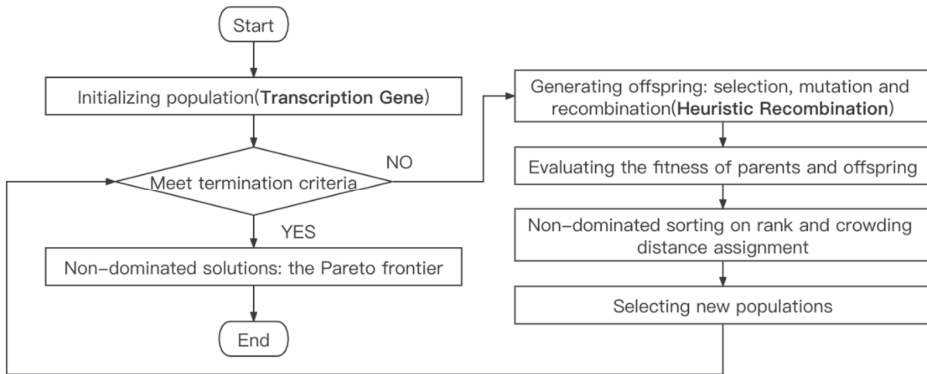 Start
Initializing population(Transcription Gene)
Meet termination criteria
NO
YES
Non-dominated solutions: the Pareto frontier
End
Generating offspring: selection, mutation and
recombination(Heuristic Recombination)
Evaluating the fitness of parents and offspring
Non-dominated sorting on rank and crowding
distance assignment
Selecting new populations